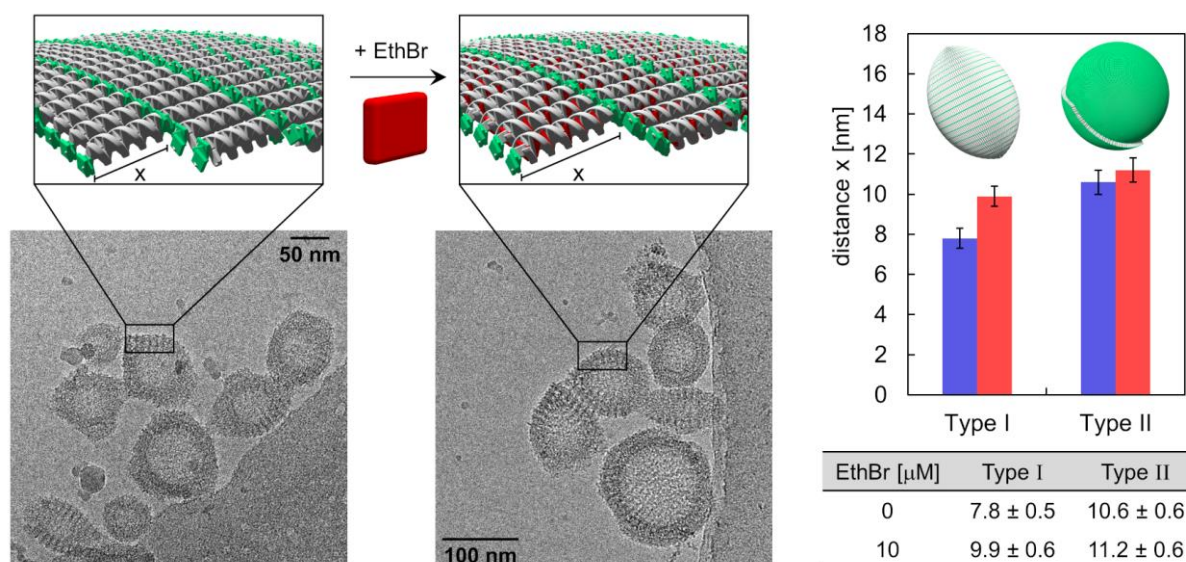 + EthBr
x
x
50 nm
100 nm
distance x [nm]
18
16
14
12
10
8
6
4
2
0
Type I
Type II
EthBr [μM] Type I Type II
0 7.8 ± 0.5 10.6 ± 0.6
10 9.9 ± 0.6 11.2 ± 0.6